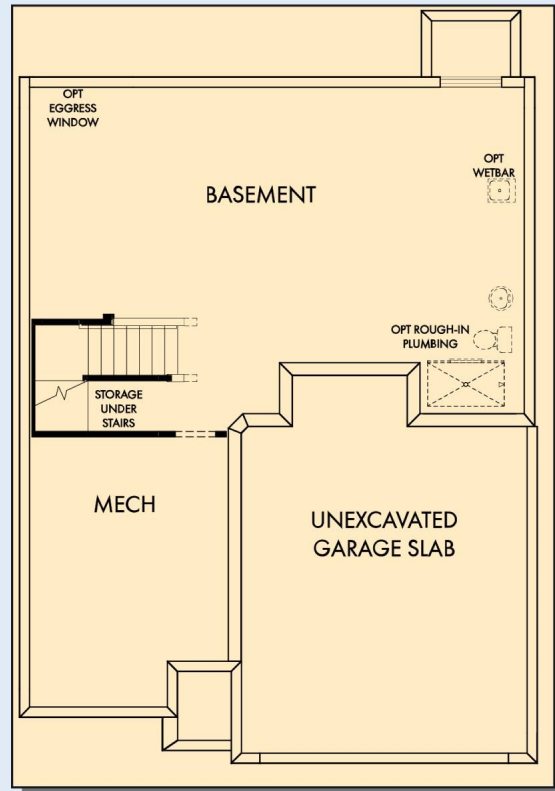 OPT
EGGRESS
WINDOW
OPT
WETBAR
BASEMENT
OPT ROUGH-IN
PLUMBING
STORAGE
UNDER
STAIRS
MECH
UNEXCAVATED
GARAGE SLAB